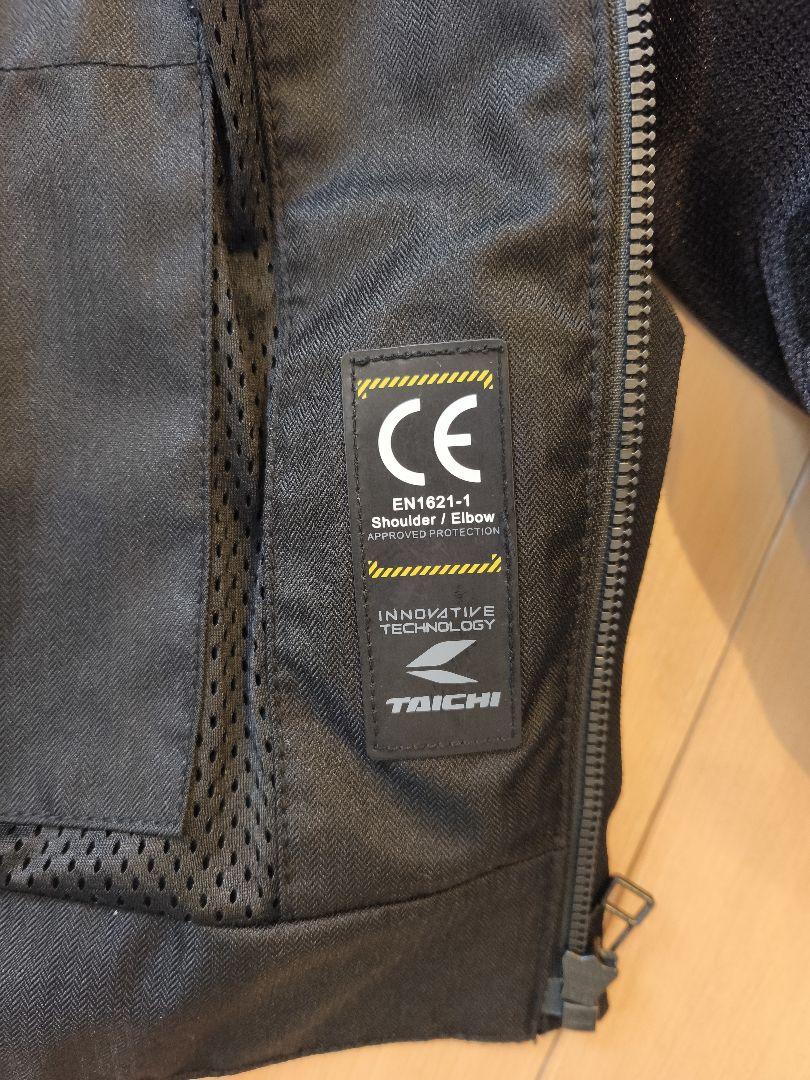 CE
EN1621-1
Shoulder / Elbow
APPROVED PROTECTION
INNOVATIVE
TECHNOLOGY
TAICHI